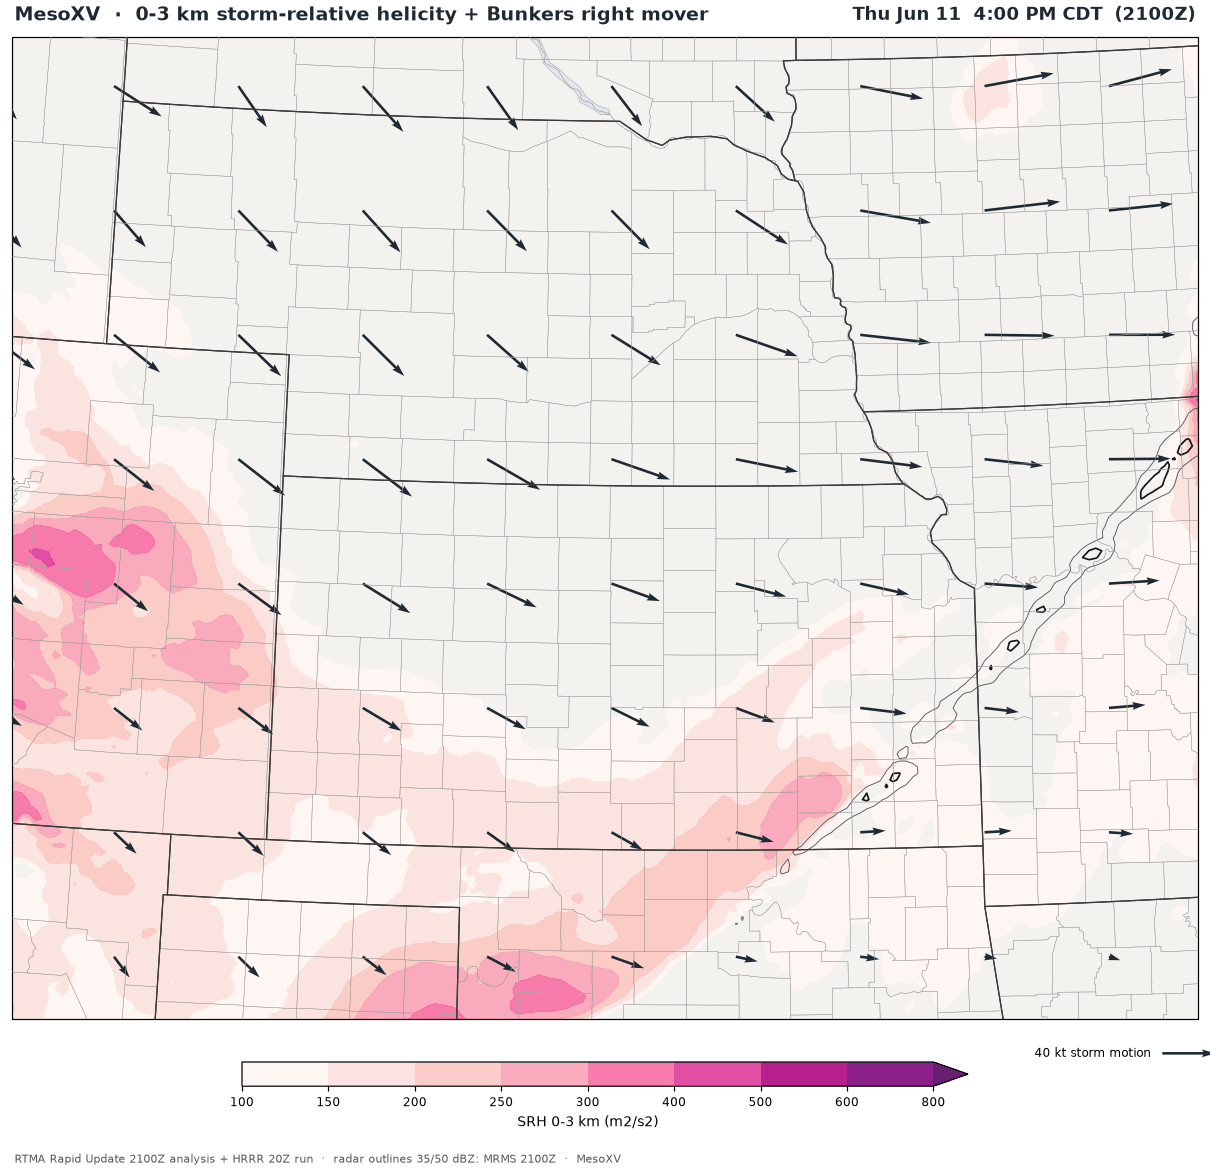 MesoXV · 0-3 km storm-relative helicity + Bunkers right mover
Thu Jun 11 4:00 PM CDT (2100Z)
40 kt storm motion
100 150 200 250 300 400 500 600 800
SRH 0-3 km (m2/s2)
RTMA Rapid Update 2100Z analysis + HRRR 20Z run · radar outlines 35/50 dBZ: MRMS 2100Z · MesoXV